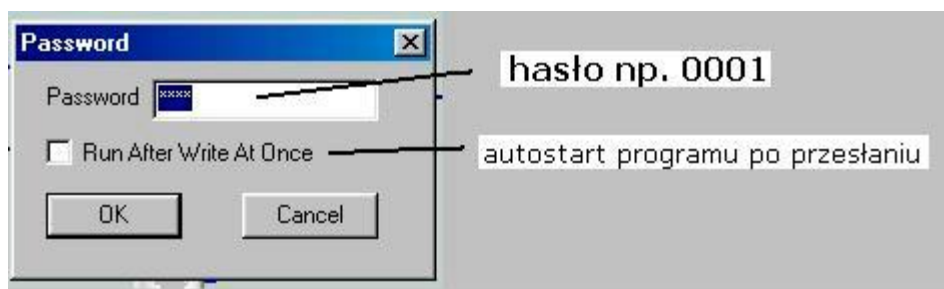 Password
Password ****
hasło np. 0001
Run After Write At Once
autostart programu po przesłaniu
OK
Cancel